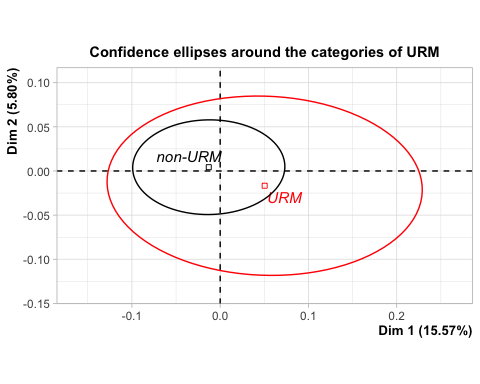 Confidence ellipses around the categories of URM
Dim 2 (5.80%)
0.10
0.05
0.00
-0.05
-0.10
-0.15
non-URM
URM
-0.1
0.0
0.1
0.2
Dim 1 (15.57%)